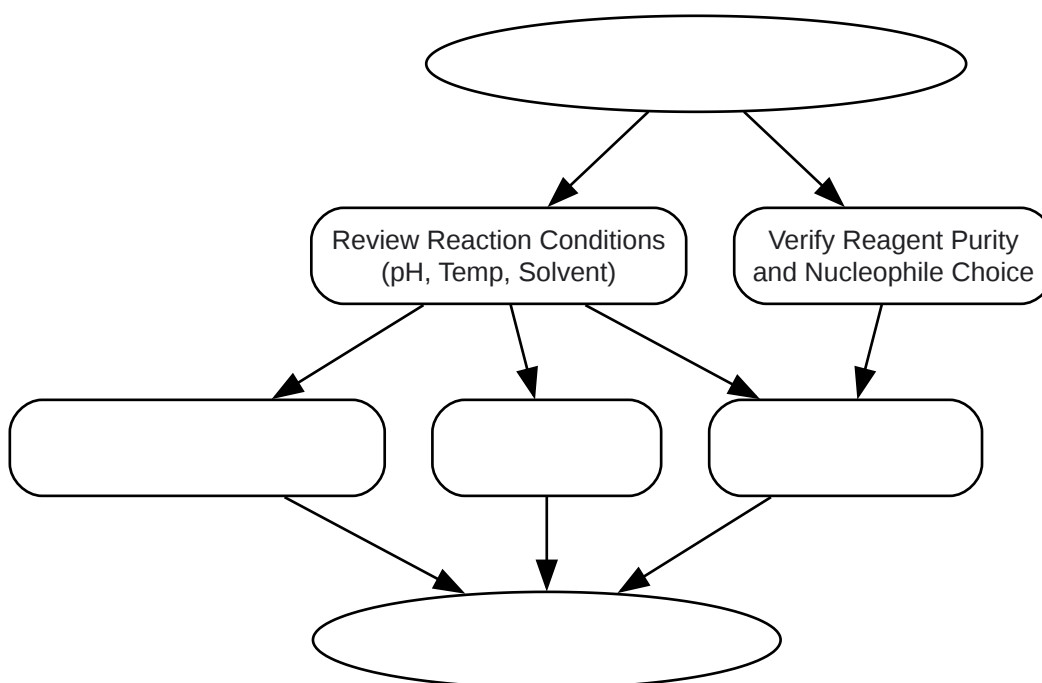 Review Reaction Conditions
(pH, Temp, Solvent)
Verify Reagent Purity
and Nucleophile Choice